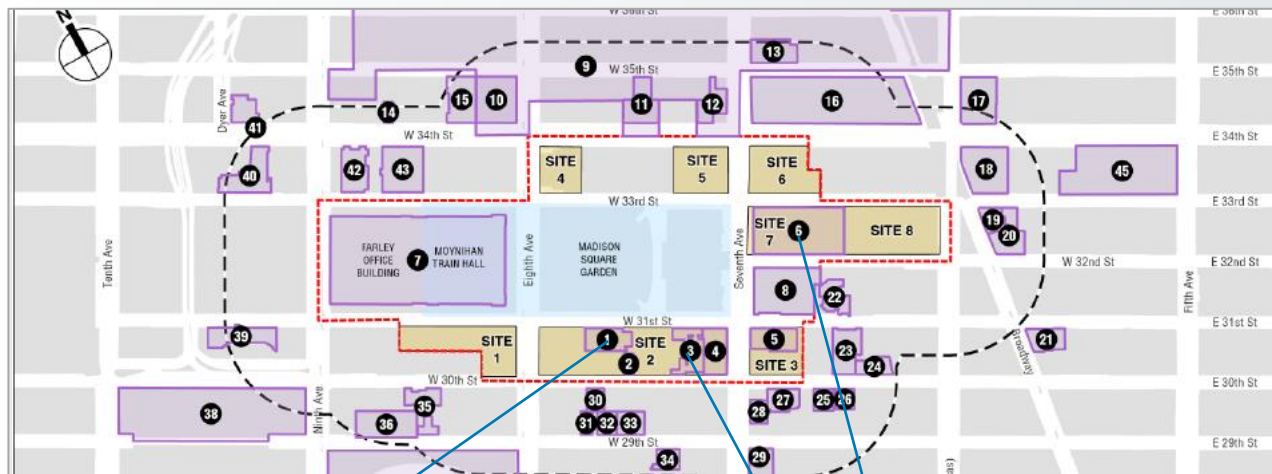 W 36th St
E 36th St
N
13
9
W 35th St
E 35th St
Dyer Ave
15
10
11
12
16
17
14
41
W 34th St
E 34th St
42
43
40
SITE
4
SITE
5
SITE
6
18
45
W 33rd St
E 33rd St
Tenth Ave
FARLEY
OFFICE
BUILDING
7
MOYNIHAN
TRAIN HALL
Eighth Ave
MADISON
SQUARE
GARDEN
Seventh Ave
SITE
7
6
SITE 8
19
20
W 32nd St
E 32nd St
8
22
Fifth Ave
W 31st St
E 31st St
39
SITE
1
1
SITE
2
2
3
4
5
SITE 3
23
24
Broadway
21
W 30th St
E 30th St
Ninth Ave
38
35
36
30
31
32
33
27
28
25
26
W 29th St
E 29th St
34
29
as)